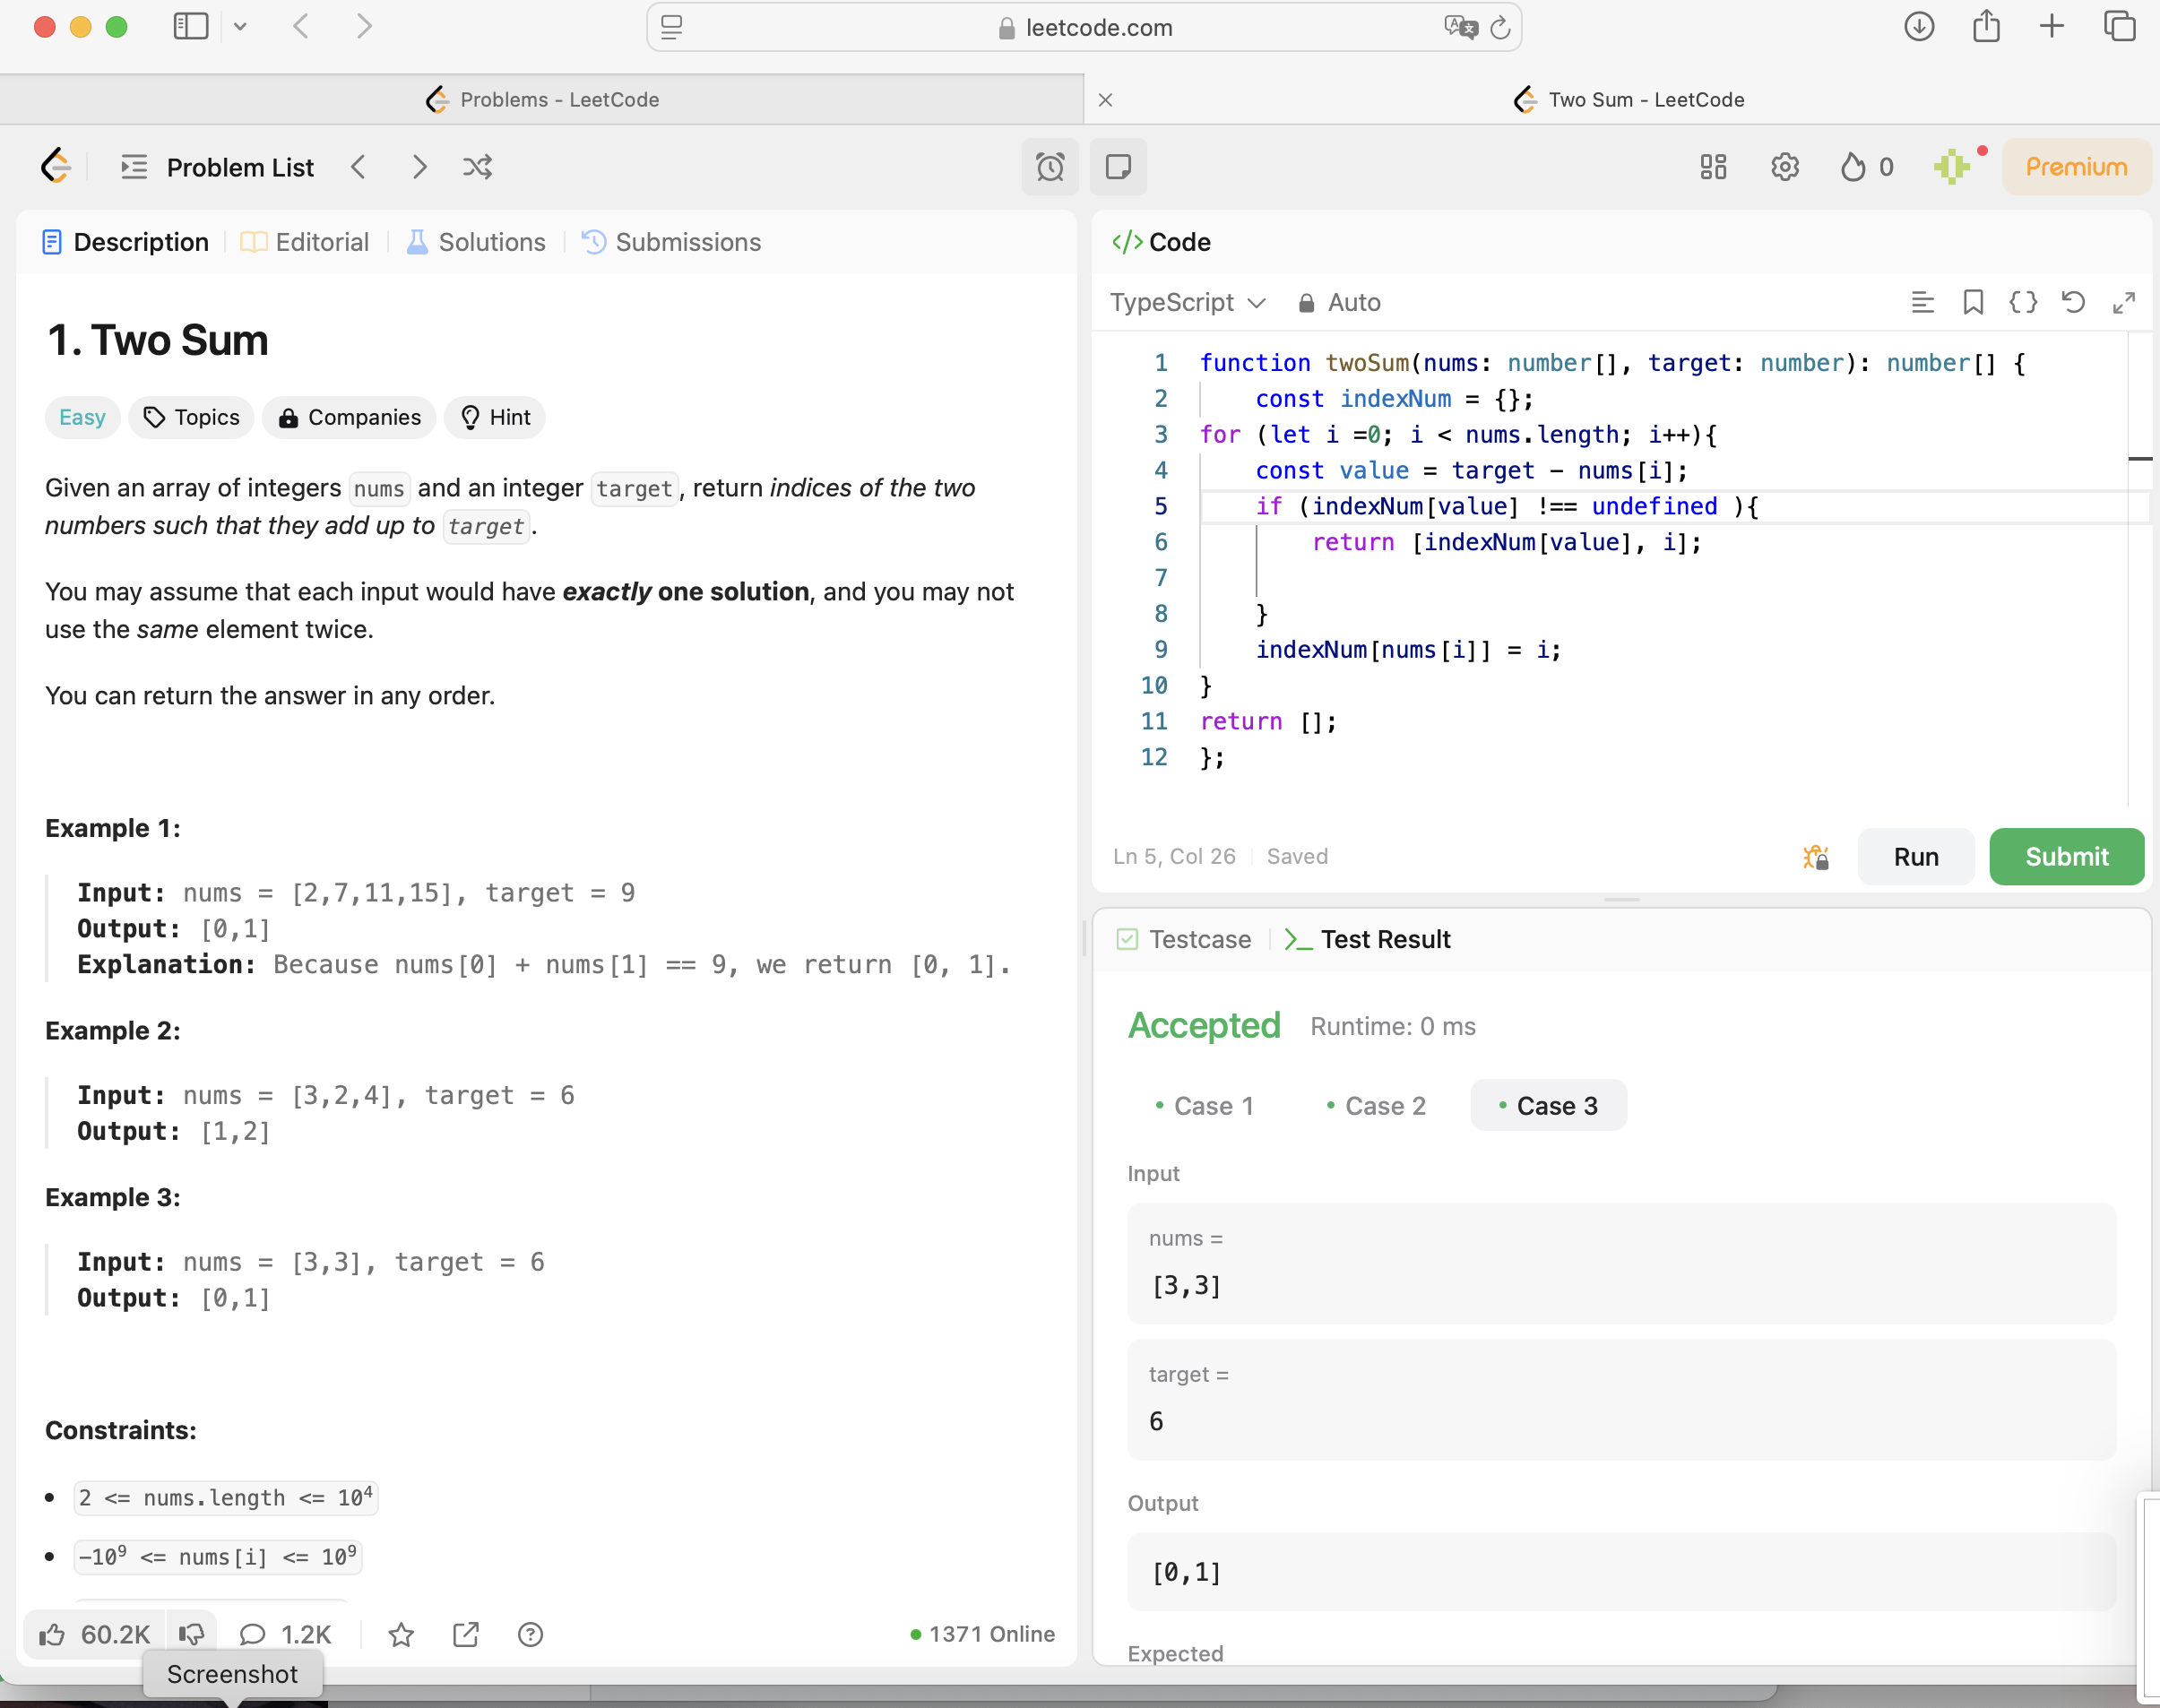 leetcode.com
Problems - LeetCode
Two Sum - LeetCode
Problem List
0
Premium
Description
Editorial
Solutions
Submissions
1. Two Sum
Easy
Topics
Companies
Hint
Given an array of integers nums and an integer target, return indices of the two
numbers such that they add up to target.
You may assume that each input would have exactly one solution, and you may not
use the same element twice.
You can return the answer in any order.
Example 1:
Input: nums = [2,7,11,15], target = 9
Output: [0,1]
Explanation: Because nums[0] + nums[1] == 9, we return [0, 1].
Example 2:
Input: nums = [3,2,4], target = 6
Output: [1,2]
Example 3:
Input: nums = [3,3], target = 6
Output: [0,1]
Constraints:
2 <= nums.length <= 10⁴
-10⁹ <= nums[i] <= 10⁹
60.2K
1.2K
1371 Online
Screenshot
Code
TypeScript
Auto
1 function twoSum(nums: number[], target: number): number[] {
2 const indexNum = {};
3 for (let i =0; i < nums.length; i++){
4 const value = target - nums[i];
5 if (indexNum[value] !== undefined ){
6 return [indexNum[value], i];
7
8 }
9 indexNum[nums[i]] = i;
10 }
11 return [];
12 };
Ln 5, Col 26
Saved
Run
Submit
Testcase
Test Result
Accepted
Runtime: 0 ms
Case 1
Case 2
Case 3
Input
nums =
[3,3]
target =
6
Output
[0,1]
Expected